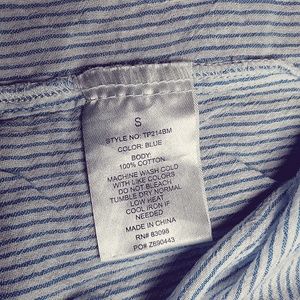 S
STYLE NO: TP214BM
COLOR: BLUE
BODY:
100% COTTON
MACHINE WASH COLD
WITH LIKE COLORS
DO NOT BLEACH
TUMBLE DRY NORMAL
LOW HEAT
COOL IRON IF
NEEDED
MADE IN CHINA
RN# 83098
PO# Z690443